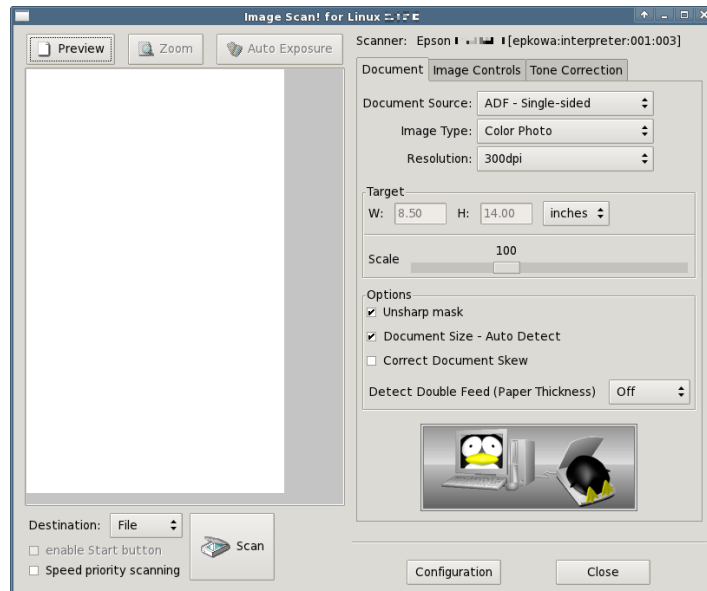 Image Scan! for Linux
Preview
Zoom
Auto Exposure
Scanner: Epson [epkowa:interpreter:001:003]
Document
Image Controls
Tone Correction
Document Source: ADF - Single-sided
Image Type: Color Photo
Resolution: 300dpi
Target
W: 8.50 H: 14.00 inches
100
Scale
Options
Unsharp mask
Document Size - Auto Detect
Correct Document Skew
Detect Double Feed (Paper Thickness) Off
Destination: File
enable Start button
Speed priority scanning
Scan
Configuration
Close